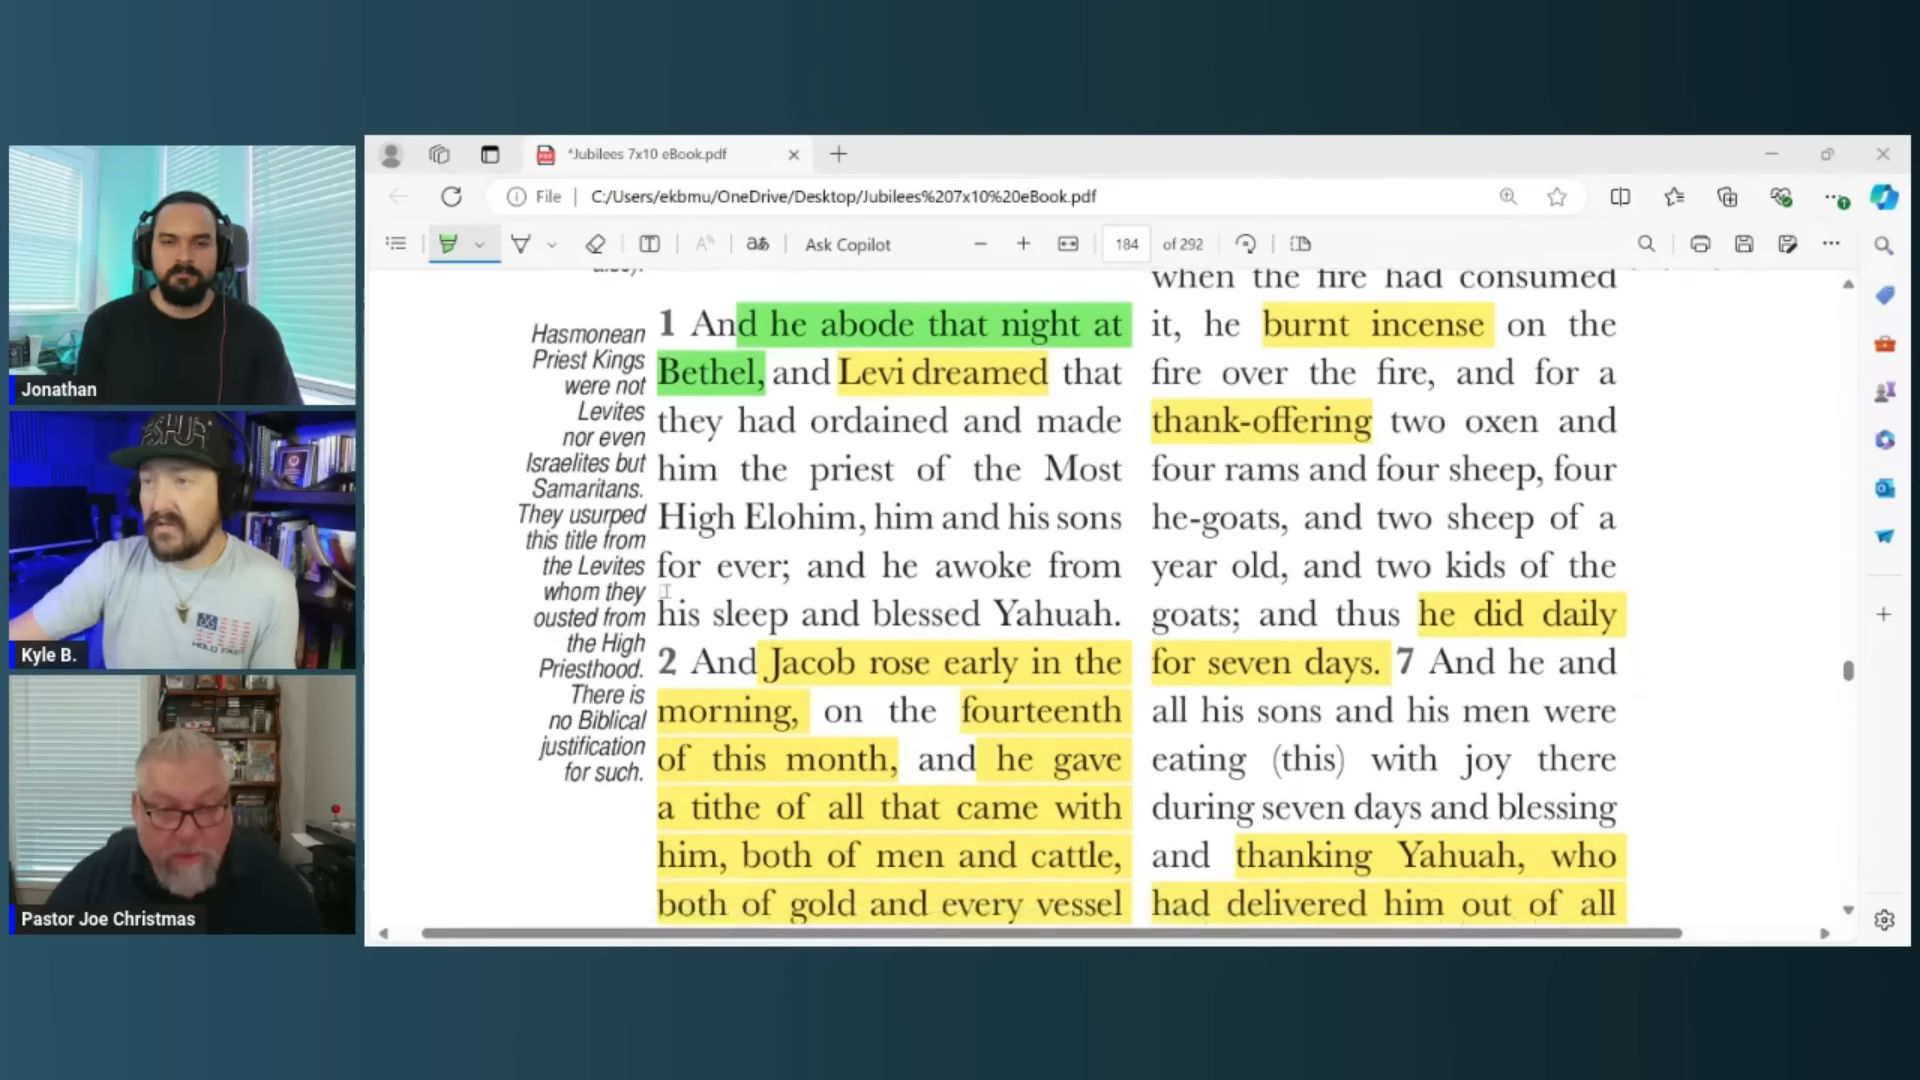 Jonathan
Kyle B.
HOLD FAST
Pastor Joe Christmas
*Jubilees 7x10 eBook.pdf
File
C:/Users/ekbmu/OneDrive/Desktop/Jubilees%207x10%20eBook.pdf
Ask Copilot
184 of 292
Hasmonean
Priest Kings
were not
Levites
nor even
Israelites but
Samaritans.
They usurped
this title from
the Levites
whom they
ousted from
the High
Priesthood.
There is
no Biblical
justification
for such.
1 And he abode that night at
Bethel, and Levi dreamed that
they had ordained and made
him the priest of the Most
High Elohim, him and his sons
for ever; and he awoke from
his sleep and blessed Yahuah.
2 And Jacob rose early in the
morning, on the fourteenth
of this month, and he gave
a tithe of all that came with
him, both of men and cattle,
both of gold and every vessel
when the fire had consumed
it, he burnt incense on the
fire over the fire, and for a
thank-offering two oxen and
four rams and four sheep, four
he-goats, and two sheep of a
year old, and two kids of the
goats; and thus he did daily
for seven days. 7 And he and
all his sons and his men were
eating (this) with joy there
during seven days and blessing
and thanking Yahuah, who
had delivered him out of all